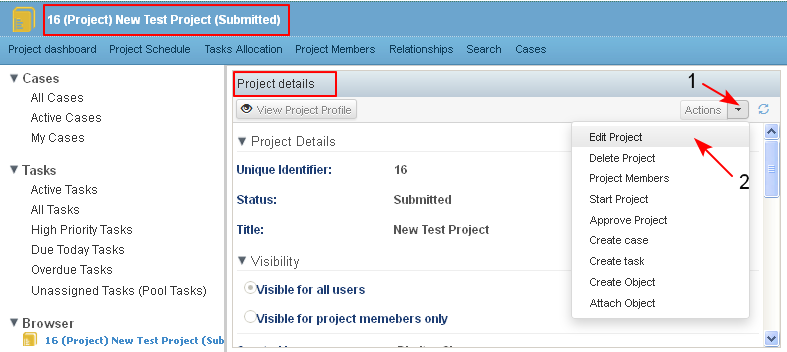 16 (Project) New Test Project (Submitted)
Project dashboard Project Schedule Tasks Allocation Project Members Relationships Search Cases
Cases
All Cases
Active Cases
My Cases
Tasks
Active Tasks
All Tasks
High Priority Tasks
Due Today Tasks
Overdue Tasks
Unassigned Tasks (Pool Tasks)
Browser
16 (Project) New Test Project (Sub
Project details
1
View Project Profile
Actions
Project Details
Unique Identifier: 16
Status: Submitted
Title: New Test Project
Visibility
Visible for all users
Visible for project memebers only
Edit Project
2
Delete Project
Project Members
Start Project
Approve Project
Create case
Create task
Create Object
Attach Object